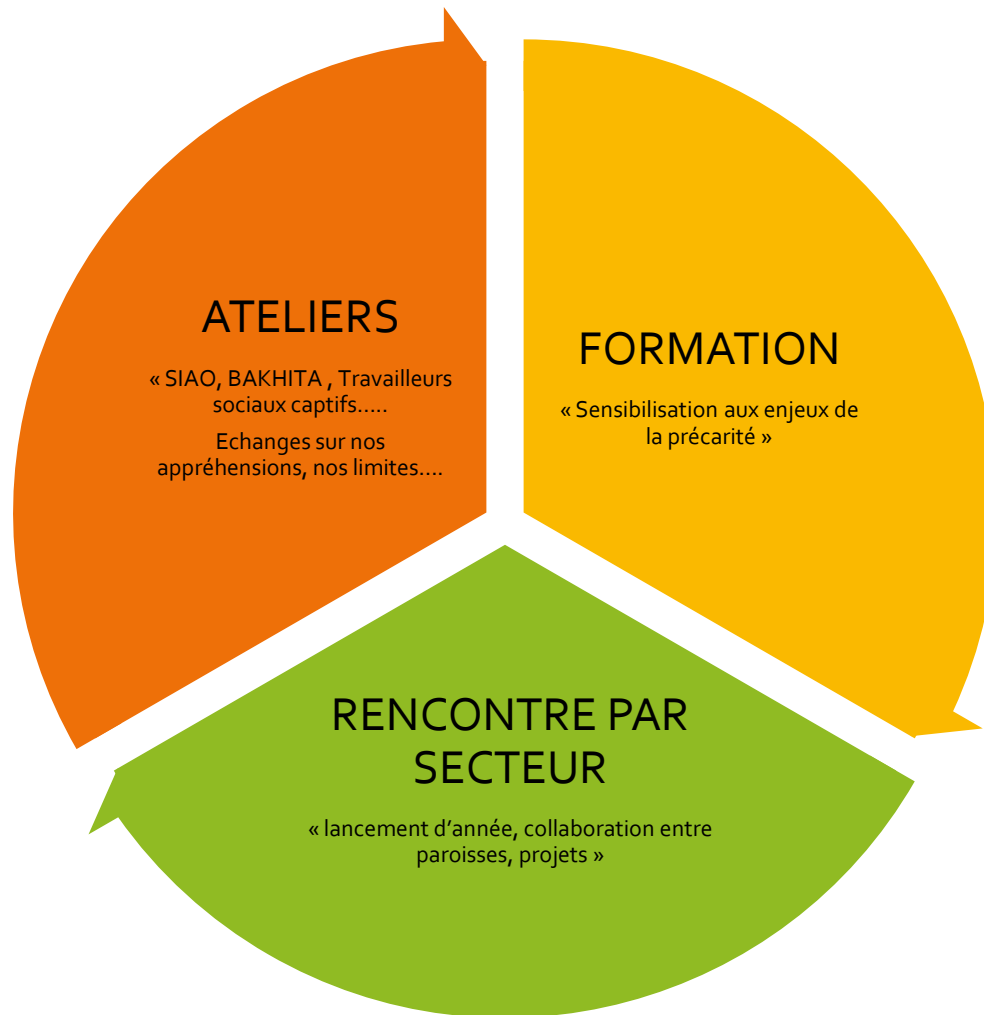 ATELIERS
« SIAO, BAKHITA , Travailleurs
sociaux captifs.....
Echanges sur nos
appréhensions, nos limites....
FORMATION
« Sensibilisation aux enjeux de
la précarité »
RENCONTRE PAR
SECTEUR
« lancement d’année, collaboration entre
paroisses, projets »